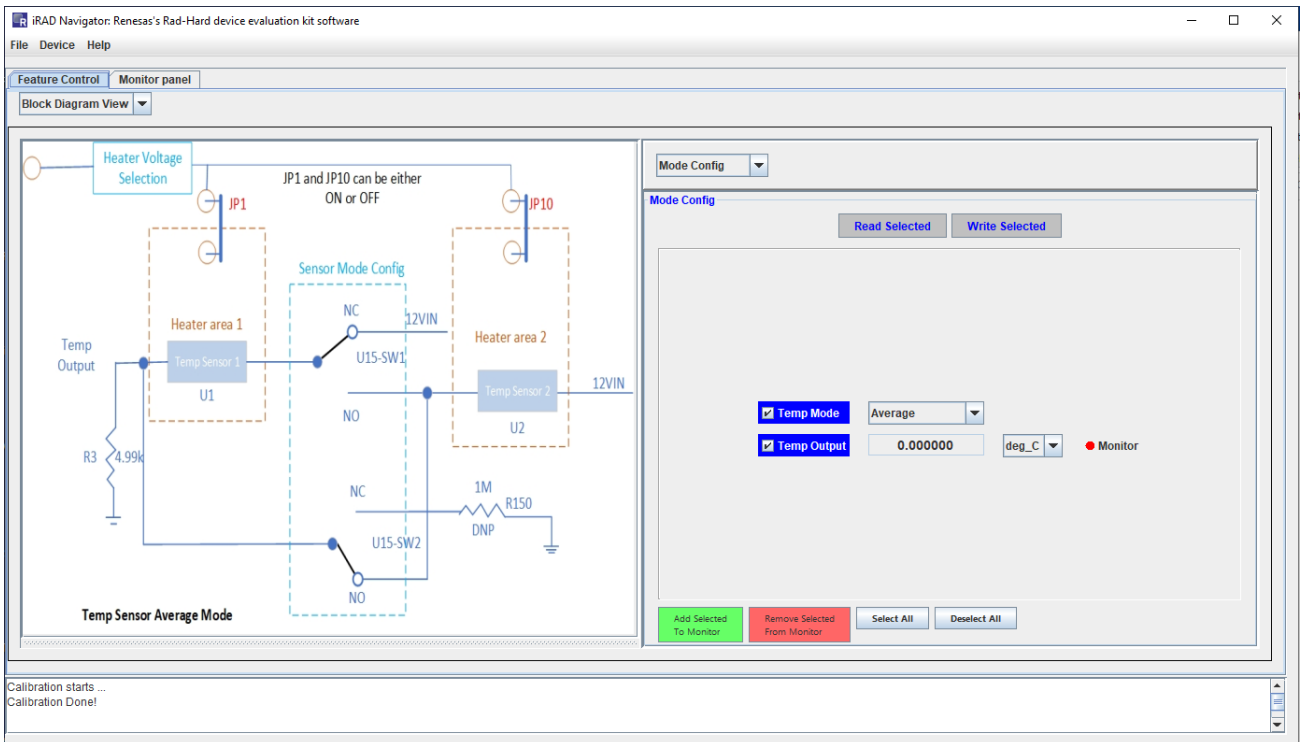 iRAD Navigator: Renesas's Rad-Hard device evaluation kit software
File Device Help
Feature Control Monitor panel
Block Diagram View
Heater Voltage
Selection
JP1 and JP10 can be either
ON or OFF
JP1
JP10
Sensor Mode Config
NC
12VIN
Heater area 1
Heater area 2
Temp
Output
Temp Sensor 1
U15-SW1
U1
Temp Sensor 2
12VIN
NO
U2
R3
4.99k
NC
1M
R150
DNP
U15-SW2
NO
Temp Sensor Average Mode
Mode Config
Mode Config
Read Selected Write Selected
Temp Mode Average
Temp Output 0.000000 deg_C Monitor
Add Selected
To Monitor
Remove Selected
From Monitor
Select All
Deselect All
Calibration starts ...
Calibration Done!